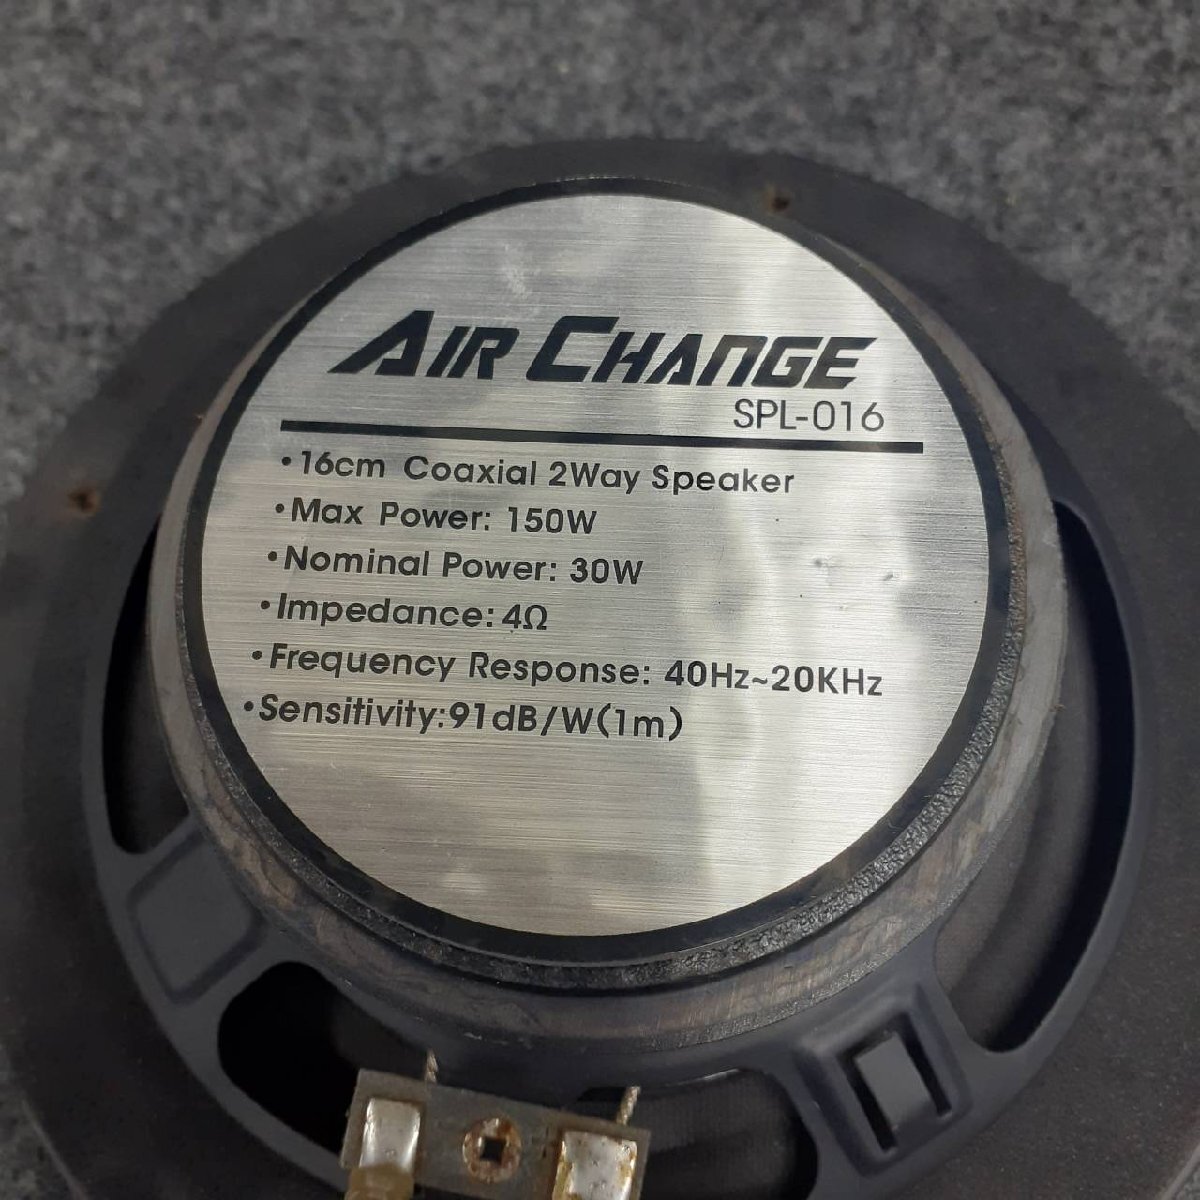 AIR CHANGE
SPL-016
•16cm Coaxial 2Way Speaker
•Max Power: 150W
•Nominal Power: 30W
•Impedance:4Ω
•Frequency Response: 40Hz~20KHz
•Sensitivity:91dB/W(1m)